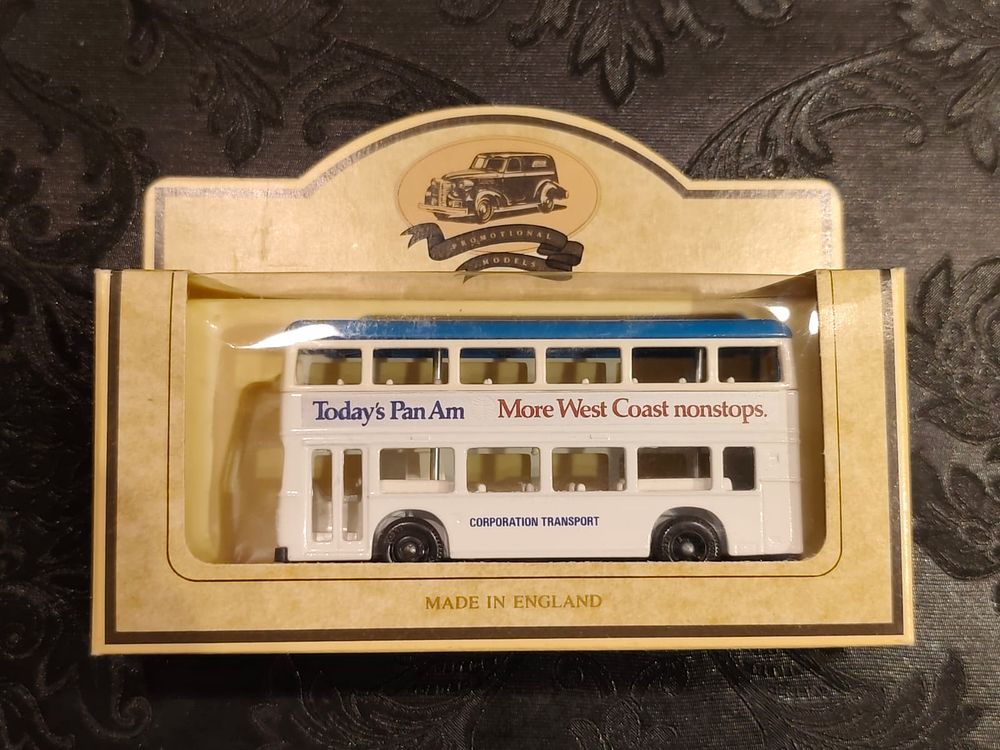 PROMOTIONAL
MODELS
Today's Pan Am More West Coast nonstops.
CORPORATION TRANSPORT
MADE IN ENGLAND